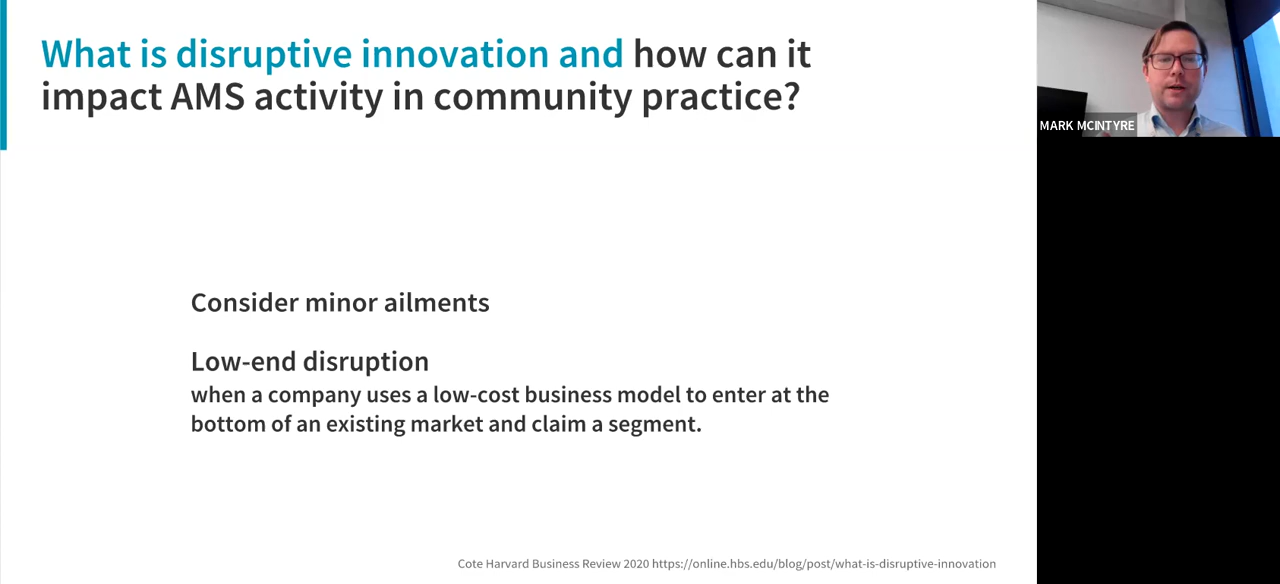 What is disruptive innovation and how can it
impact AMS activity in community practice?
MARK MCINTYRE
Consider minor ailments
Low-end disruption
when a company uses a low-cost business model to enter at the
bottom of an existing market and claim a segment.
Cote Harvard Business Review 2020 https://online.hbs.edu/blog/post/what-is-disruptive-innovation